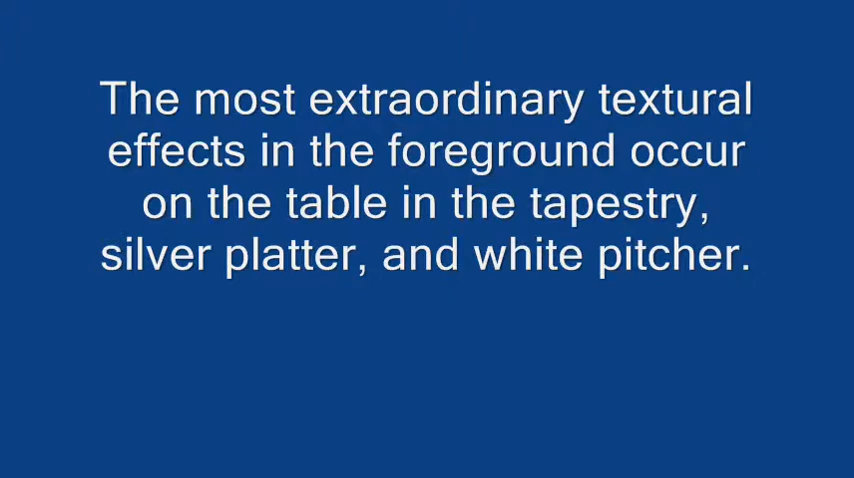 The most extraordinary textural
effects in the foreground occur
on the table in the tapestry,
silver platter, and white pitcher.